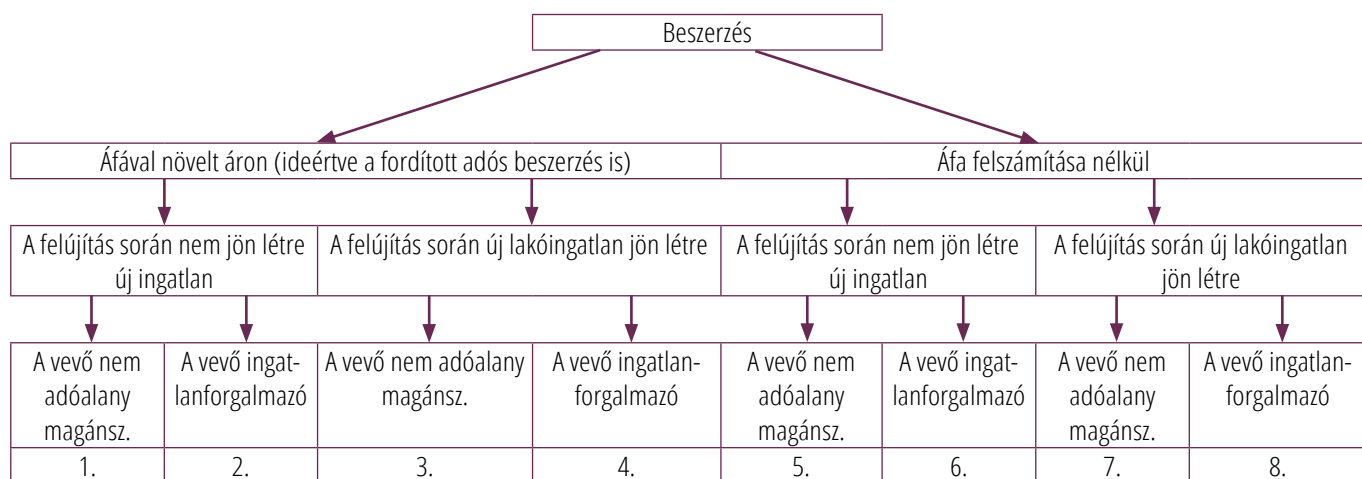 Beszerzés
Áfával növelt áron (ideértve a fordított adós beszerzés is)
Áfa felszámítása nélkül
A felújítás során nem jön létre
új ingatlan
A felújítás során új lakóingatlan jön létre
A felújítás során nem jön létre
új ingatlan
A felújítás során új lakóingatlan
jön létre
A vevő nem
adóalany
magánsz.
A vevő ingat-
lanforgalmazó
A vevő nem adóalany
magánsz.
A vevő ingatlan-
forgalmazó
A vevő nem
adóalany
magánsz.
A vevő ingat-
lanforgalmazó
A vevő nem
adóalany
magánsz.
A vevő ingatlan-
forgalmazó
1.
2.
3.
4.
5.
6.
7.
8.